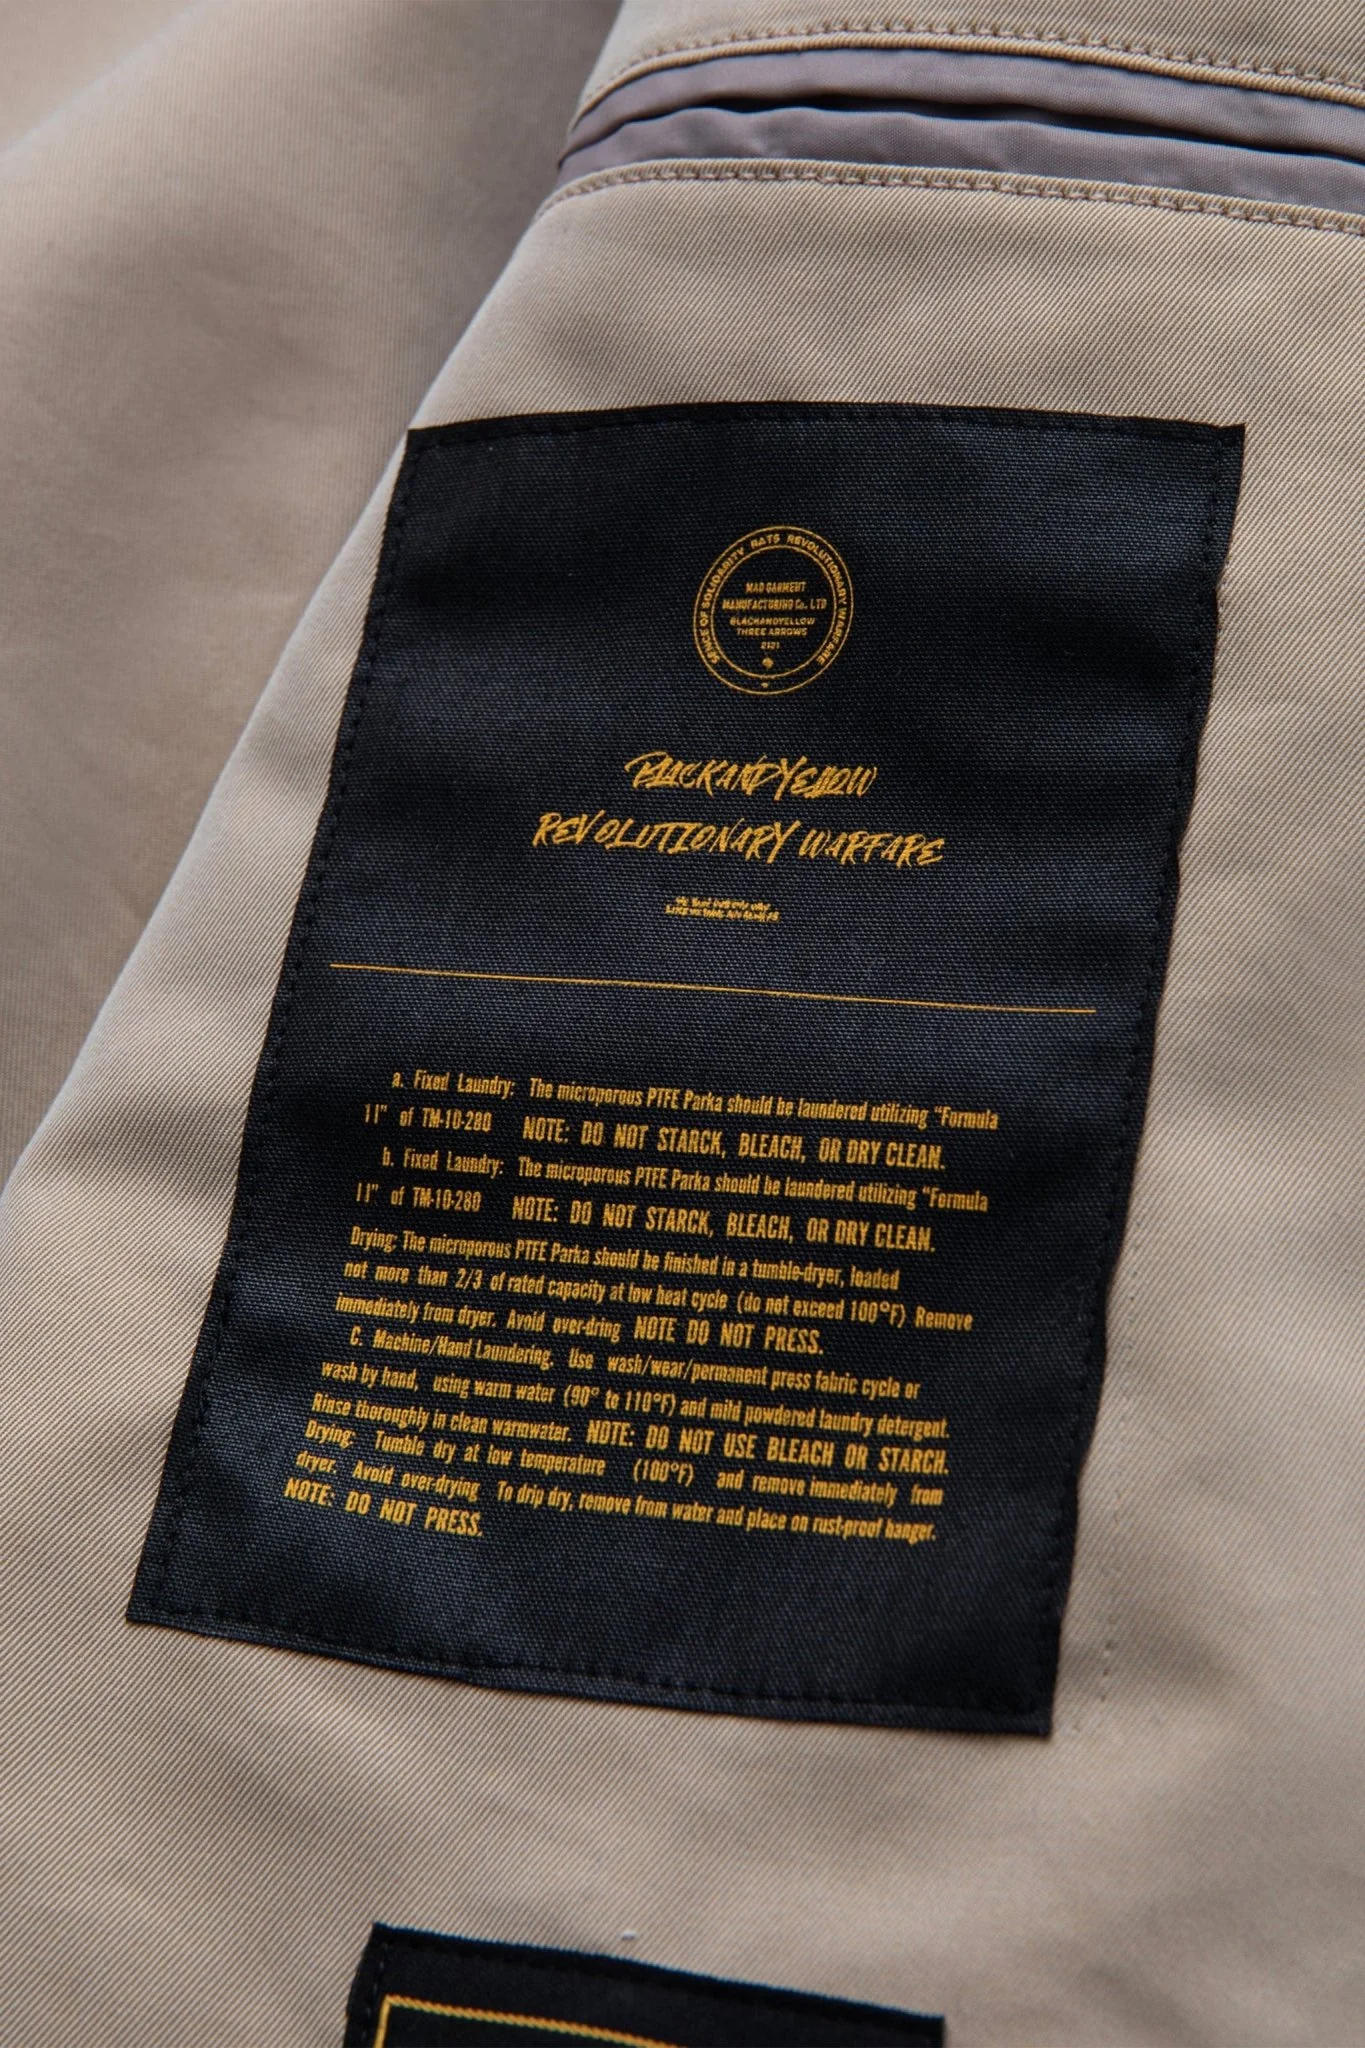 SENCE OF SOLIDARITY RATS REVOLUTIONARY WARFARE
MAD GARMENT
MANUFACTURING Co. LTD
BLACKANDYELLOW
THREE ARROWS
2121
BLACKANDYELLOW
REVOLUTIONARY WARFARE
a. Fixed Laundry: The microporous PTFE Parka should be laundered utilizing "Formula
11" of TM-10-280 NOTE: DO NOT STARCK, BLEACH, OR DRY CLEAN.
b. Fixed Laundry: The microporous PTFE Parka should be laundered utilizing "Formula
11" of TM-10-280 NOTE: DO NOT STARCK, BLEACH, OR DRY CLEAN.
Drying: The microporous PTFE Parka should be finished in a tumble-dryer, loaded
not more than 2/3 of rated capacity at low heat cycle (do not exceed 100°F) Remove
immediately from dryer. Avoid over-dring NOTE DO NOT PRESS.
C. Machine/Hand Laundering. Use wash/wear/permanent press fabric cycle or
wash by hand, using warm water (90° to 110°F) and mild powdered laundry detergent.
Rinse thoroughly in clean warmwater. NOTE: DO NOT USE BLEACH OR STARCH.
Drying: Tumble dry at low temperature (100°F) and remove immediately from
dryer. Avoid over-drying To drip dry, remove from water and place on rust-proof hanger.
NOTE: DO NOT PRESS.